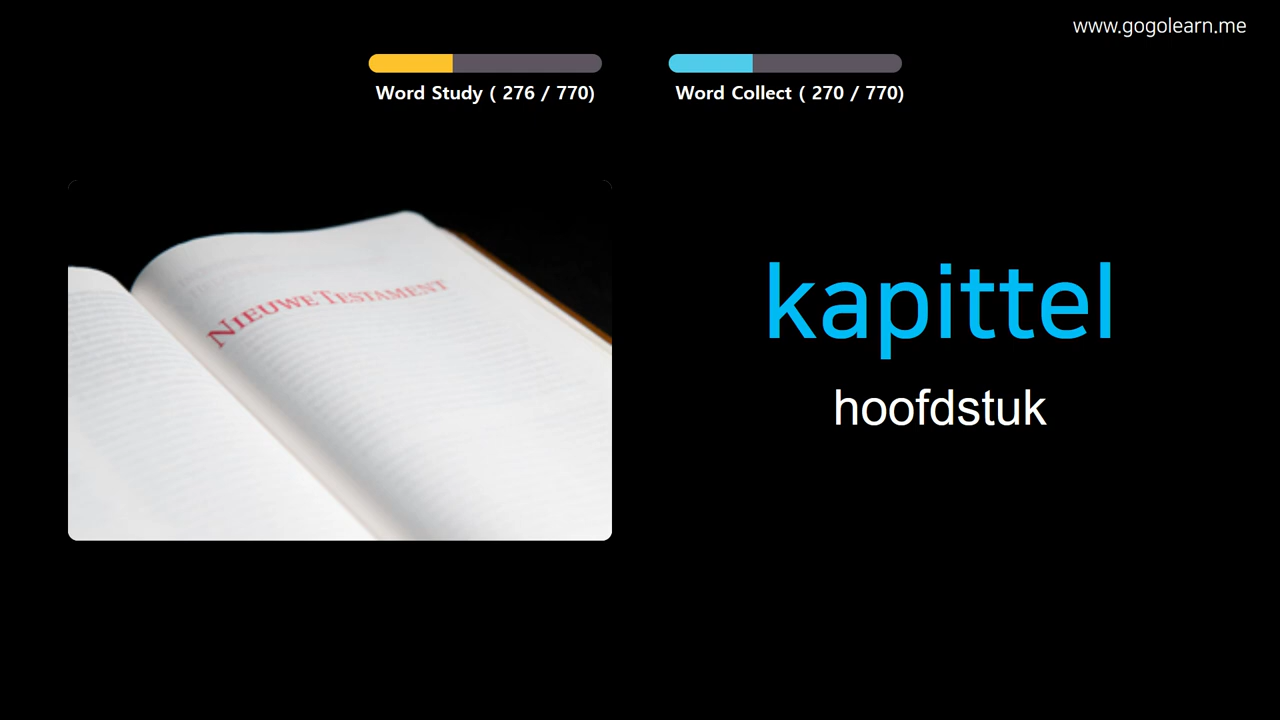 www.gogolearn.me
Word Study ( 276 / 770)
Word Collect ( 270 / 770)
NIEUWE TESTAMENT
kapittel
hoofdstuk